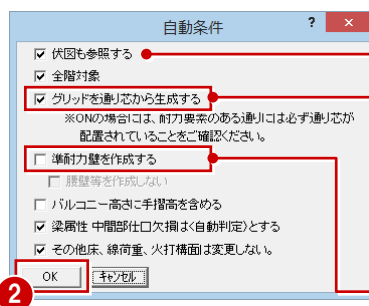 自動条件
? ×
伏図も参照する
全階対象
グリッドを通り芯から生成する
※ONの場合には、耐力要素のある通りには必ず通り芯が
配置されていることをご確認ください。
準耐力壁を作成する
腰壁等を作成しない
バルコニー高さに手摺高を含める
梁属性 中間部仕口欠損は<自動判定>とする
その他床、線荷重、火打構面は変更しない。
OK キャンセル
2